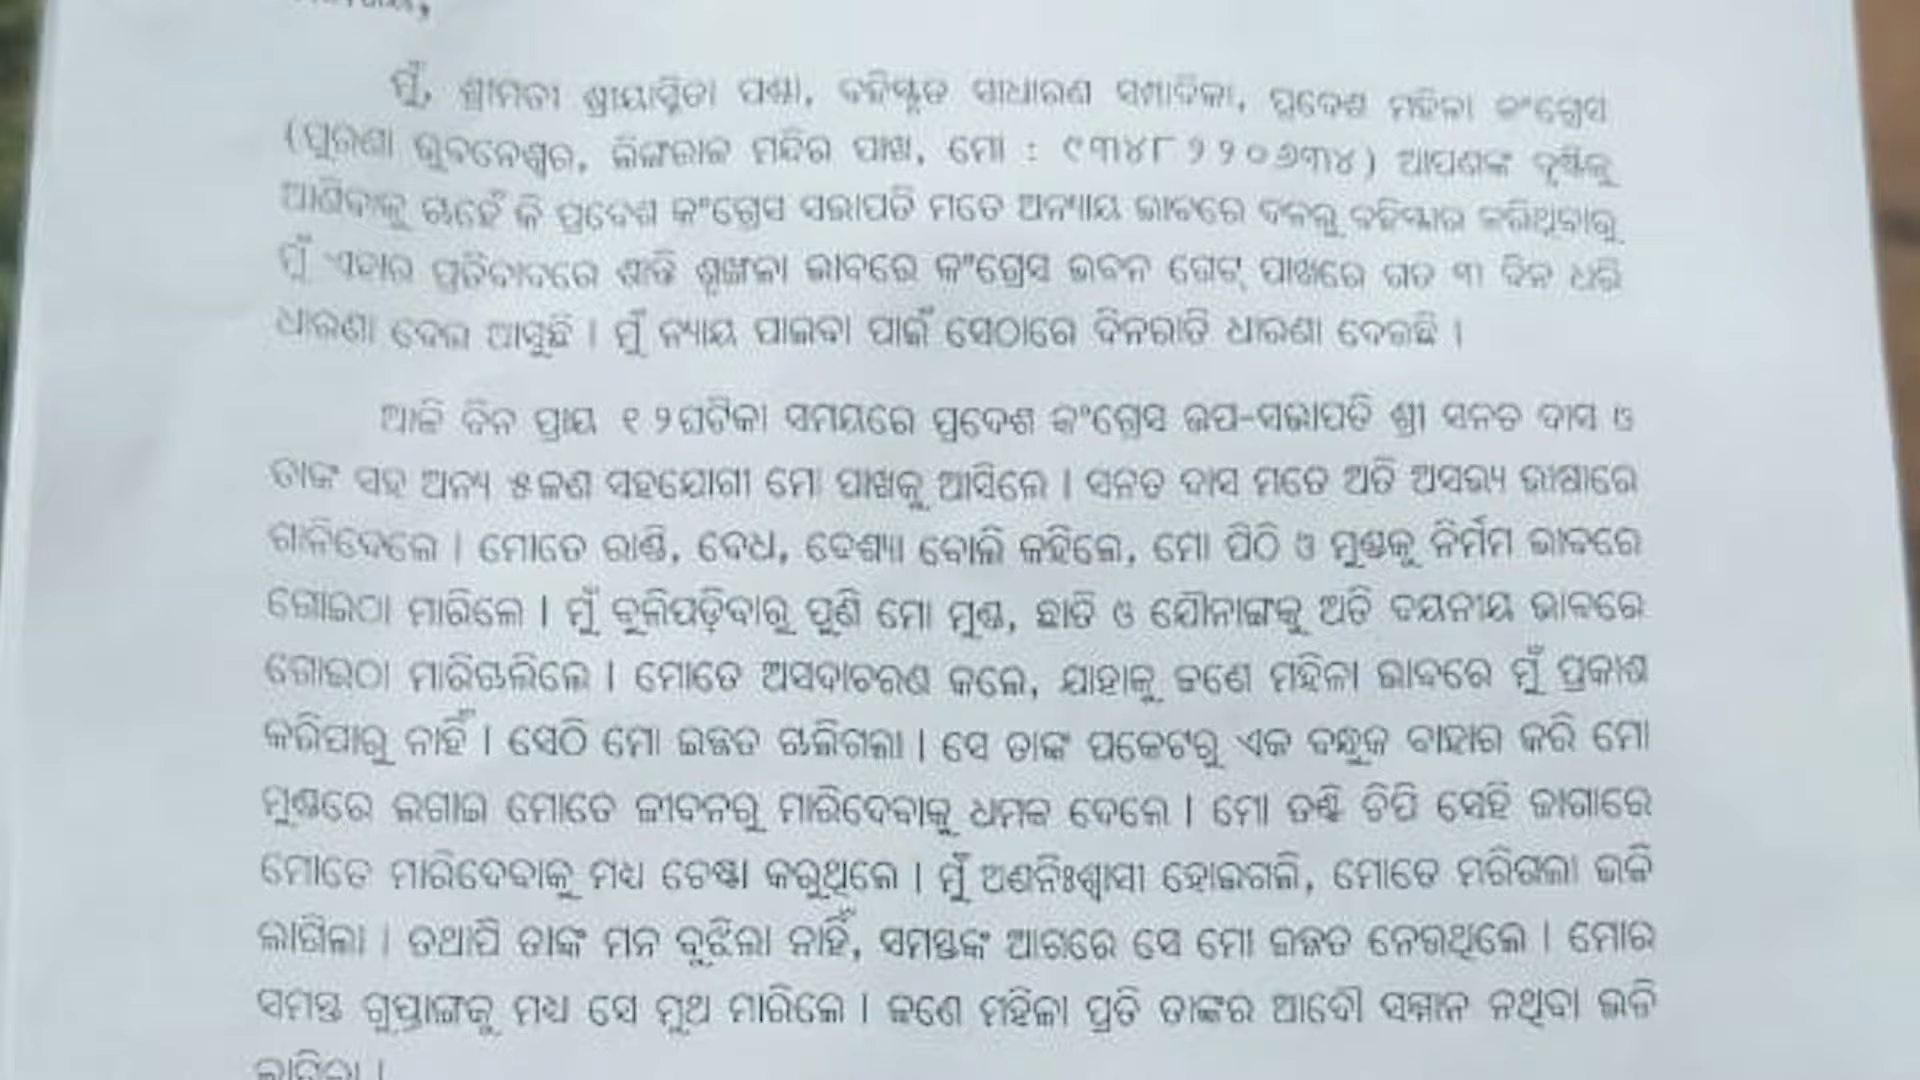 ମୁଁ, ଶ୍ରୀମତୀ ଶ୍ରୀୟାସ୍ମିତା ପଣ୍ଡା, ବହିସ୍କୃତ ସାଧାରଣ ସମ୍ପାଦିକା, ପ୍ରଦେଶ ମହିଳା କଂଗ୍ରେସ
(ପୁରଣା ଭୁବନେଶ୍ୱର, ଲିଙ୍ଗରାଜ ମନ୍ଦିର ପାଖ, ମୋ : ୯୩୪୮୨୨୦୬୩୪) ଆପଣଙ୍କ ଦୃଷ୍ଟିକୁ
ଆଣିବାକୁ ଚାହେଁ କି ପ୍ରଦେଶ କଂଗ୍ରେସ ସଭାପତି ମତେ ଅନ୍ୟାୟ ଭାବରେ ଦଳରୁ ବହିସ୍କାର କରିଥିବାରୁ
ମୁଁ ଏହାର ପ୍ରତିବାଦରେ ଶାନ୍ତି ଶୃଙ୍ଖଳା ଭାବରେ କଂଗ୍ରେସ ଭବନ ଗେଟ୍ ପାଖରେ ଗତ ୩ ଦିନ ଧରି
ଧାରଣା ଦେଇ ଆସୁଛି । ମୁଁ ନ୍ୟାୟ ପାଇବା ପାଇଁ ସେଠାରେ ଦିନରାତି ଧାରଣା ଦେଉଛି ।
ଆଜି ଦିନ ପ୍ରାୟ ୧୨ଘଟିକା ସମୟରେ ପ୍ରଦେଶ କଂଗ୍ରେସ ଉପ-ସଭାପତି ଶ୍ରୀ ସନତ ଦାସ ଓ
ତାଙ୍କ ସହ ଅନ୍ୟ ୫ଜଣ ସହଯୋଗୀ ମୋ ପାଖକୁ ଆସିଲେ । ସନତ ଦାସ ମତେ ଅତି ଅସଭ୍ୟ ଭାଷାରେ
ଗାଳିଦେଲେ । ମୋତେ ରାଣ୍ଡି, ବେଧ, ବେଶ୍ୟା ବୋଲି କହିଲେ, ମୋ ପିଠି ଓ ମୁଣ୍ଡକୁ ନିର୍ମମ ଭାବରେ
ଗୋଇଠା ମାରିଲେ । ମୁଁ ବୁଲିପଡ଼ିବାରୁ ପୁଣି ମୋ ମୁଣ୍ଡ, ଛାତି ଓ ଯୌନାଙ୍ଗକୁ ଅତି ଦୟନୀୟ ଭାବରେ
ଗୋଇଠା ମାରିଚାଲିଲେ । ମୋତେ ଅସଦାଚରଣ କଲେ, ଯାହାକୁ ଜଣେ ମହିଳା ଭାବରେ ମୁଁ ପ୍ରକାଶ
କରିପାରୁ ନାହିଁ । ସେଠି ମୋ ଇଜ୍ଜତ ଚାଲିଗଲା । ସେ ତାଙ୍କ ପକେଟରୁ ଏକ ବନ୍ଧୁକ ବାହାର କରି ମୋ
ମୁଣ୍ଡରେ ଲଗାଇ ମୋତେ ଜୀବନରୁ ମାରିଦେବାକୁ ଧମକ ଦେଲେ । ମୋ ତଣ୍ଟି ଚିପି ସେହି ଜାଗାରେ
ମୋତେ ମାରିଦେବାକୁ ମଧ୍ୟ ଚେଷ୍ଟା କରୁଥିଲେ । ମୁଁ ଅଣନିଃଶ୍ୱାସୀ ହୋଇଗଲି, ମୋତେ ମରିଗଲା ଭଳି
ଲାଗିଲା । ତଥାପି ତାଙ୍କ ମନ ବୁଝିଲା ନାହିଁ, ସମସ୍ତଙ୍କ ଆଗରେ ସେ ମୋ ଇଜ୍ଜତ ନେଉଥିଲେ । ମୋର
ସମସ୍ତ ଗୁପ୍ତାଙ୍ଗକୁ ମଧ୍ୟ ସେ ମୁଥ ମାରିଲେ । ଜଣେ ମହିଳା ପ୍ରତି ତାଙ୍କର ଆଦୌ ସମ୍ମାନ ନଥିବା ଭଳି
ଲାଗିଲା ।